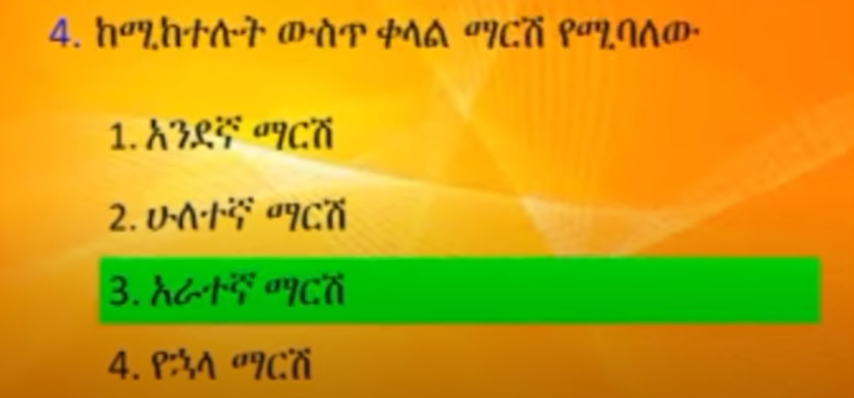 4. ከሚከተሉት ውስጥ ቀላል ማርሽ የሚባለው
1. አንደኛ ማርሽ
2. ሁለተኛ ማርሽ
3. አራተኛ ማርሽ
4. የኋላ ማርሽ